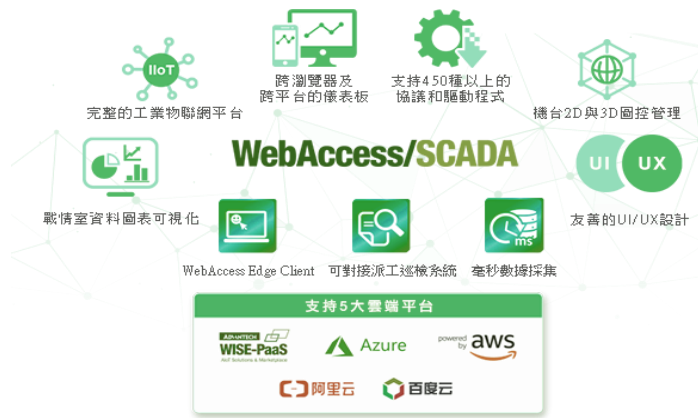 IIoT
完整的工業物聯網平台
跨瀏覽器及
跨平台的儀表板
支持450種以上的
協議和驅動程式
機台2D與3D圖控管理
WebAccess/SCADA
戰情室資料圖表可視化
UI
UX
友善的UI/UX設計
ms
WebAccess Edge Client
可對接派工巡檢系統
毫秒數據採集
支持5大雲端平台
ADVANTECH
WISE-PaaS
AIoT Solutions & Marketplace
Azure
powered
by
aws
阿里云
百度云